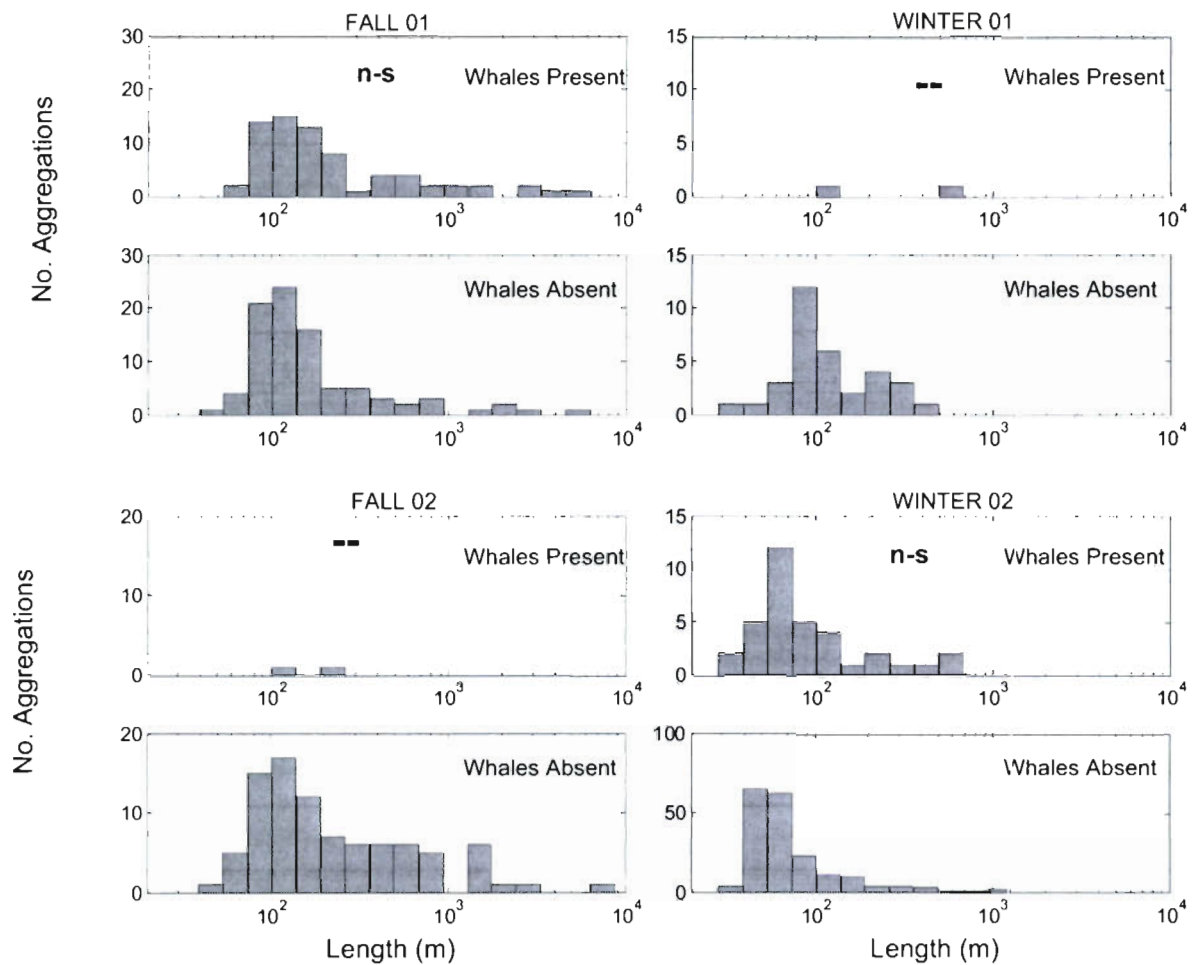 FALL 01
No. Aggregations
30
20
10
0
n-s
Whales Present
10² 10³ 10⁴
30
20
10
0
Whales Absent
10² 10³ 10⁴
WINTER 01
15
10
5
0
--
Whales Present
10² 10³ 10⁴
15
10
5
0
Whales Absent
10² 10³ 10⁴
FALL 02
No. Aggregations
20
10
0
--
Whales Present
10² 10³ 10⁴
20
10
0
Whales Absent
10² 10³ 10⁴
Length (m)
WINTER 02
15
10
5
0
n-s
Whales Present
10² 10³ 10⁴
100
50
0
Whales Absent
10² 10³ 10⁴
Length (m)